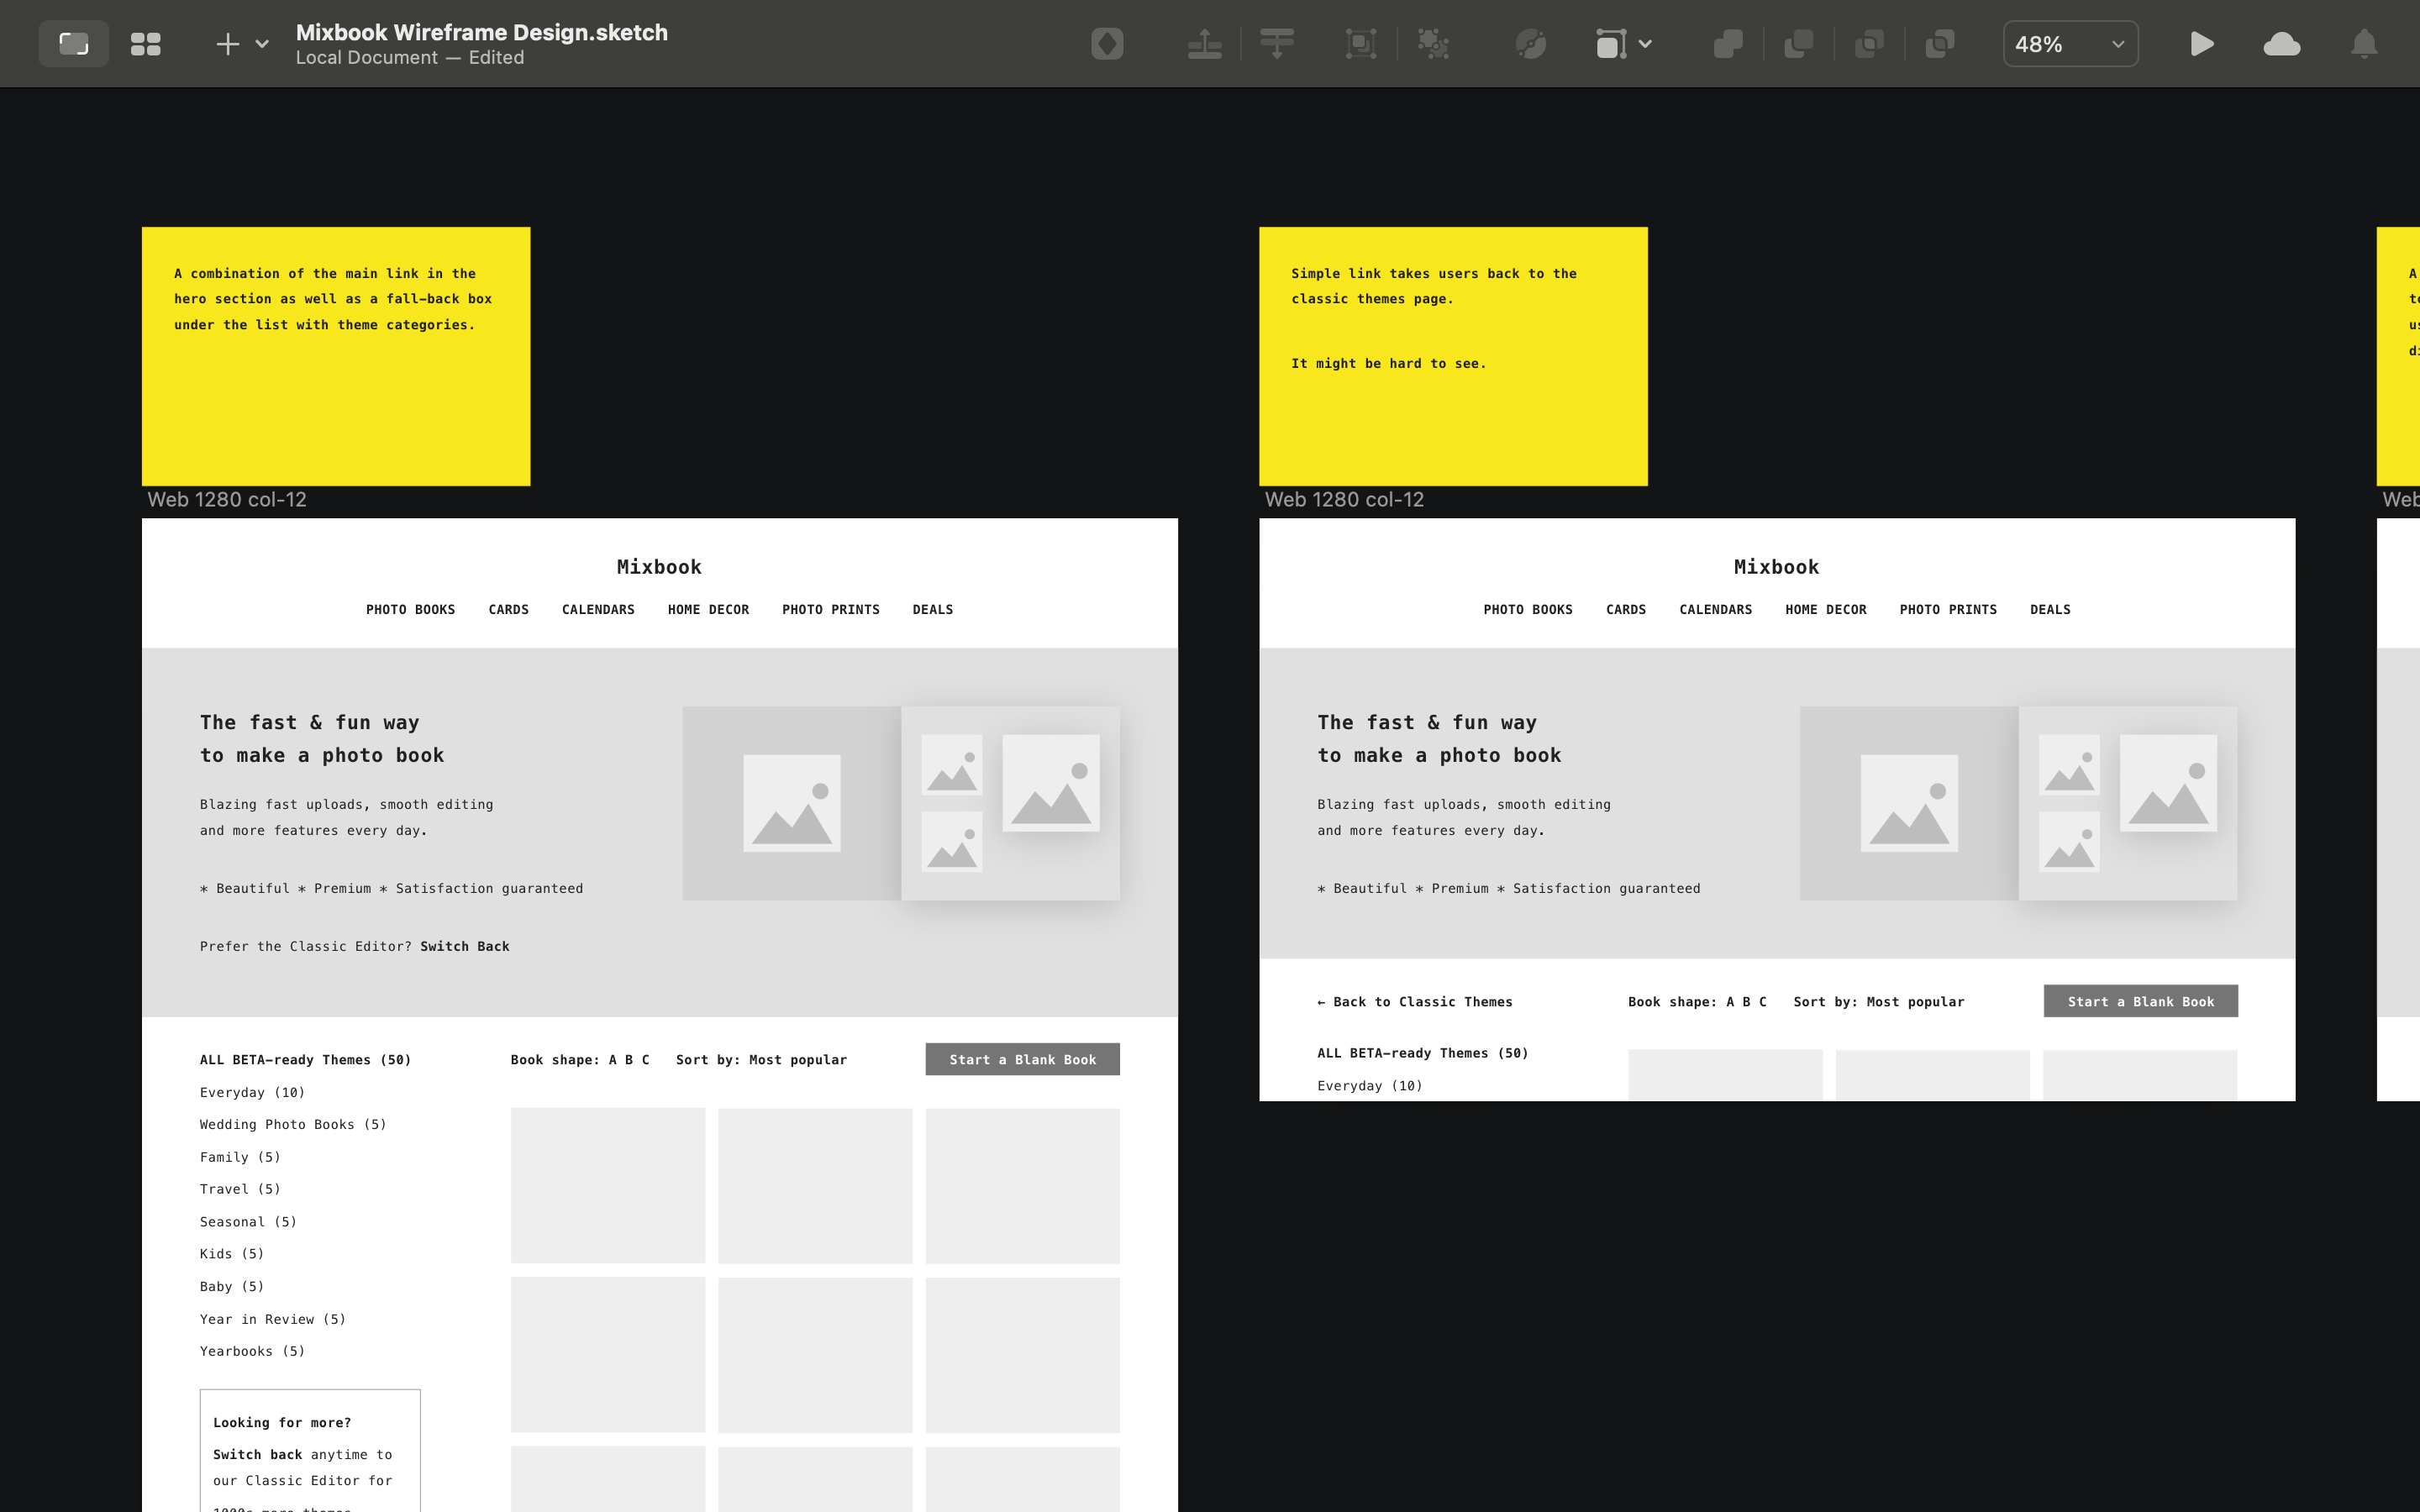 Mixbook Wireframe Design.sketch
Local Document — Edited
48%
A combination of the main link in the
hero section as well as a fall-back box
under the list with theme categories.
Web 1280 col-12
Mixbook
PHOTO BOOKS CARDS CALENDARS HOME DECOR PHOTO PRINTS DEALS
The fast & fun way
to make a photo book
Blazing fast uploads, smooth editing
and more features every day.
* Beautiful * Premium * Satisfaction guaranteed
Prefer the Classic Editor? Switch Back
ALL BETA-ready Themes (50)
Everyday (10)
Wedding Photo Books (5)
Family (5)
Travel (5)
Seasonal (5)
Kids (5)
Baby (5)
Year in Review (5)
Yearbooks (5)
Looking for more?
Switch back anytime to
our Classic Editor for
Book shape: A B C Sort by: Most popular Start a Blank Book
Simple link takes users back to the
classic themes page.
It might be hard to see.
Web 1280 col-12
Mixbook
PHOTO BOOKS CARDS CALENDARS HOME DECOR PHOTO PRINTS DEALS
The fast & fun way
to make a photo book
Blazing fast uploads, smooth editing
and more features every day.
* Beautiful * Premium * Satisfaction guaranteed
← Back to Classic Themes Book shape: A B C Sort by: Most popular Start a Blank Book
ALL BETA-ready Themes (50)
Everyday (10)
A